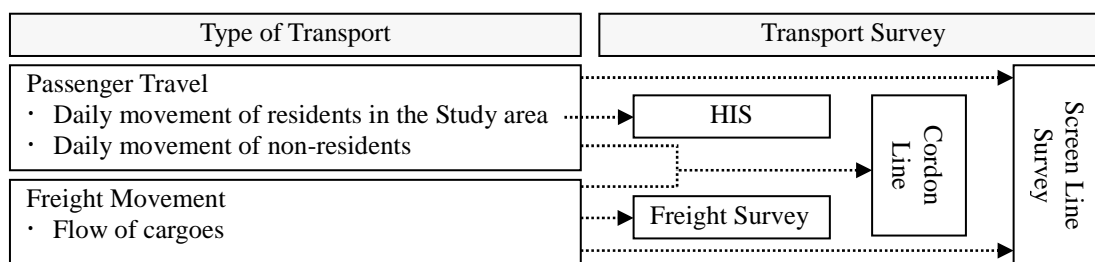 Type of Transport
Transport Survey
Passenger Travel
・ Daily movement of residents in the Study area
・ Daily movement of non-residents
HIS
Cordon
Line
Screen Line
Survey
Freight Movement
・ Flow of cargoes
Freight Survey